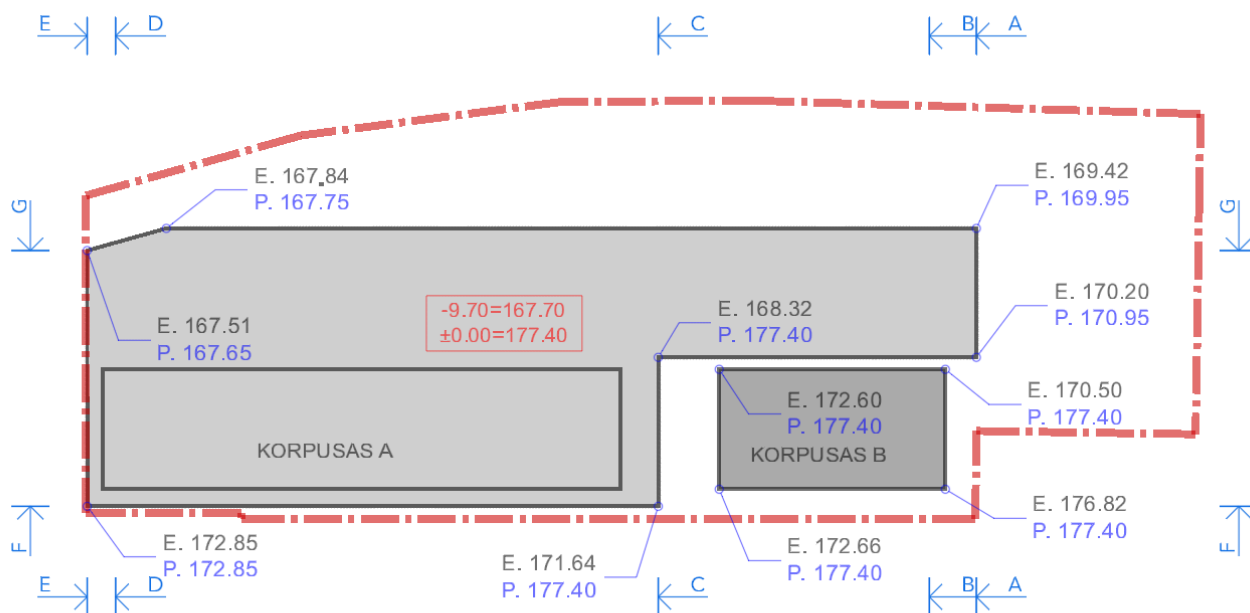 E D C B A
E. 167.84
P. 167.75
E. 169.42
P. 169.95
G G
-9.70=167.70
±0.00=177.40
E. 168.32
P. 177.40
E. 170.20
P. 170.95
E. 167.51
P. 167.65
E. 172.60
P. 177.40
E. 170.50
P. 177.40
KORPUSAS A
KORPUSAS B
E. 176.82
P. 177.40
F F
E. 172.85
P. 172.85
E. 171.64
P. 177.40
E. 172.66
P. 177.40
E D C B A